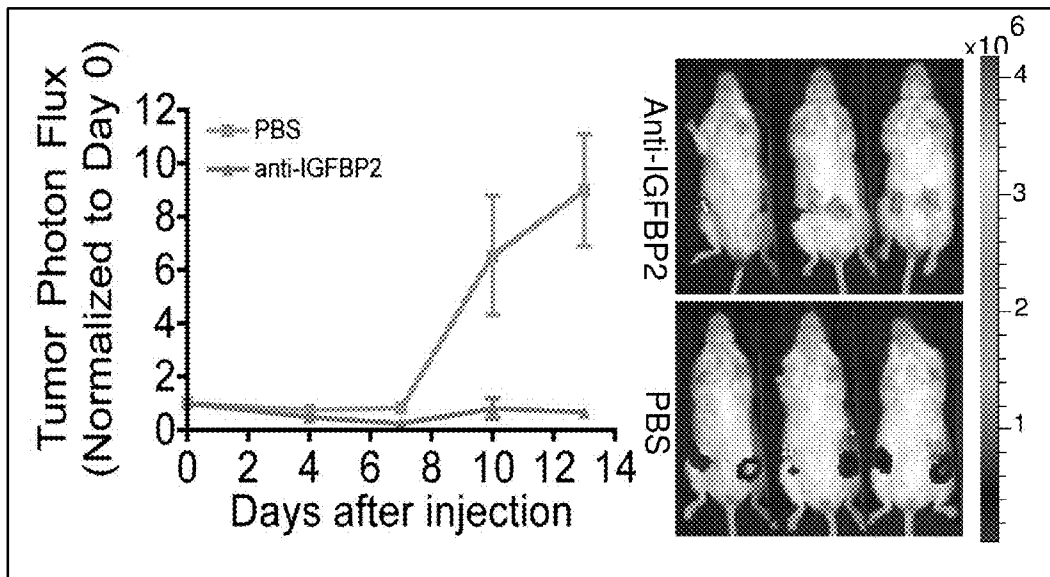 Tumor Photon Flux
(Normalized to Day 0)
12
10
8
6
4
2
0
PBS
anti-IGFBP2
0 2 4 6 8 10 12 14
Days after injection
Anti-IGFBP2
PBS
x10^6
4
3
2
1